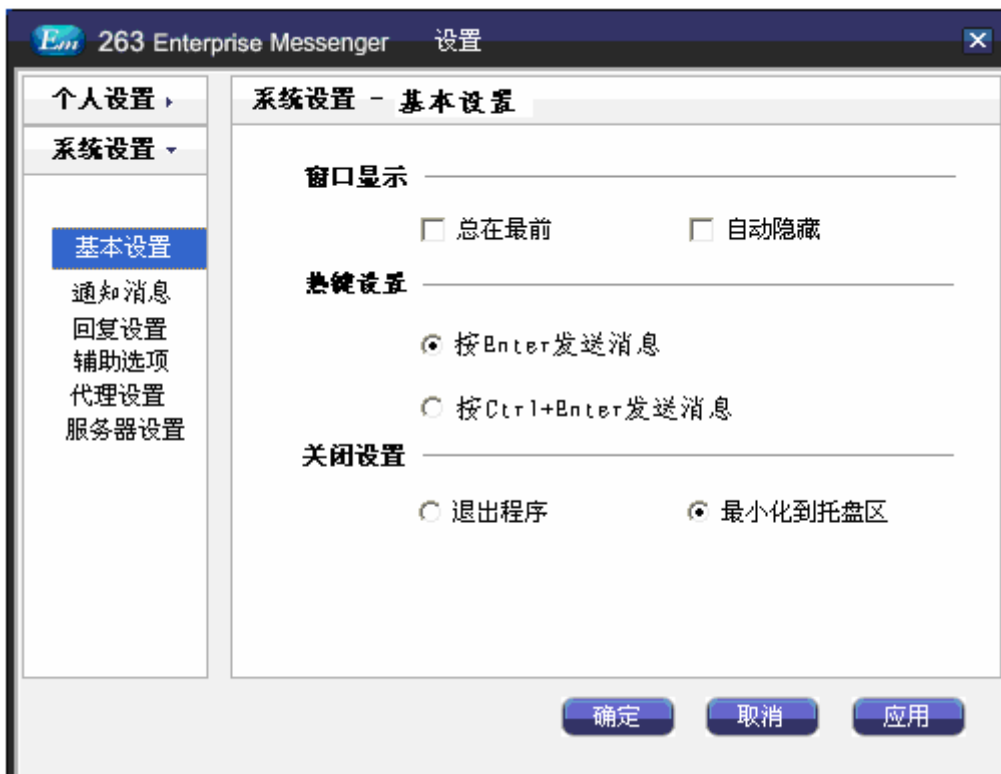 Em 263 Enterprise Messenger 设置
个人设置
系统设置
基本设置
通知消息
回复设置
辅助选项
代理设置
服务器设置
系统设置 - 基本设置
窗口显示
总在最前 自动隐藏
热键设置
按Enter发送消息
按Ctrl+Enter发送消息
关闭设置
退出程序 最小化到托盘区
确定 取消 应用